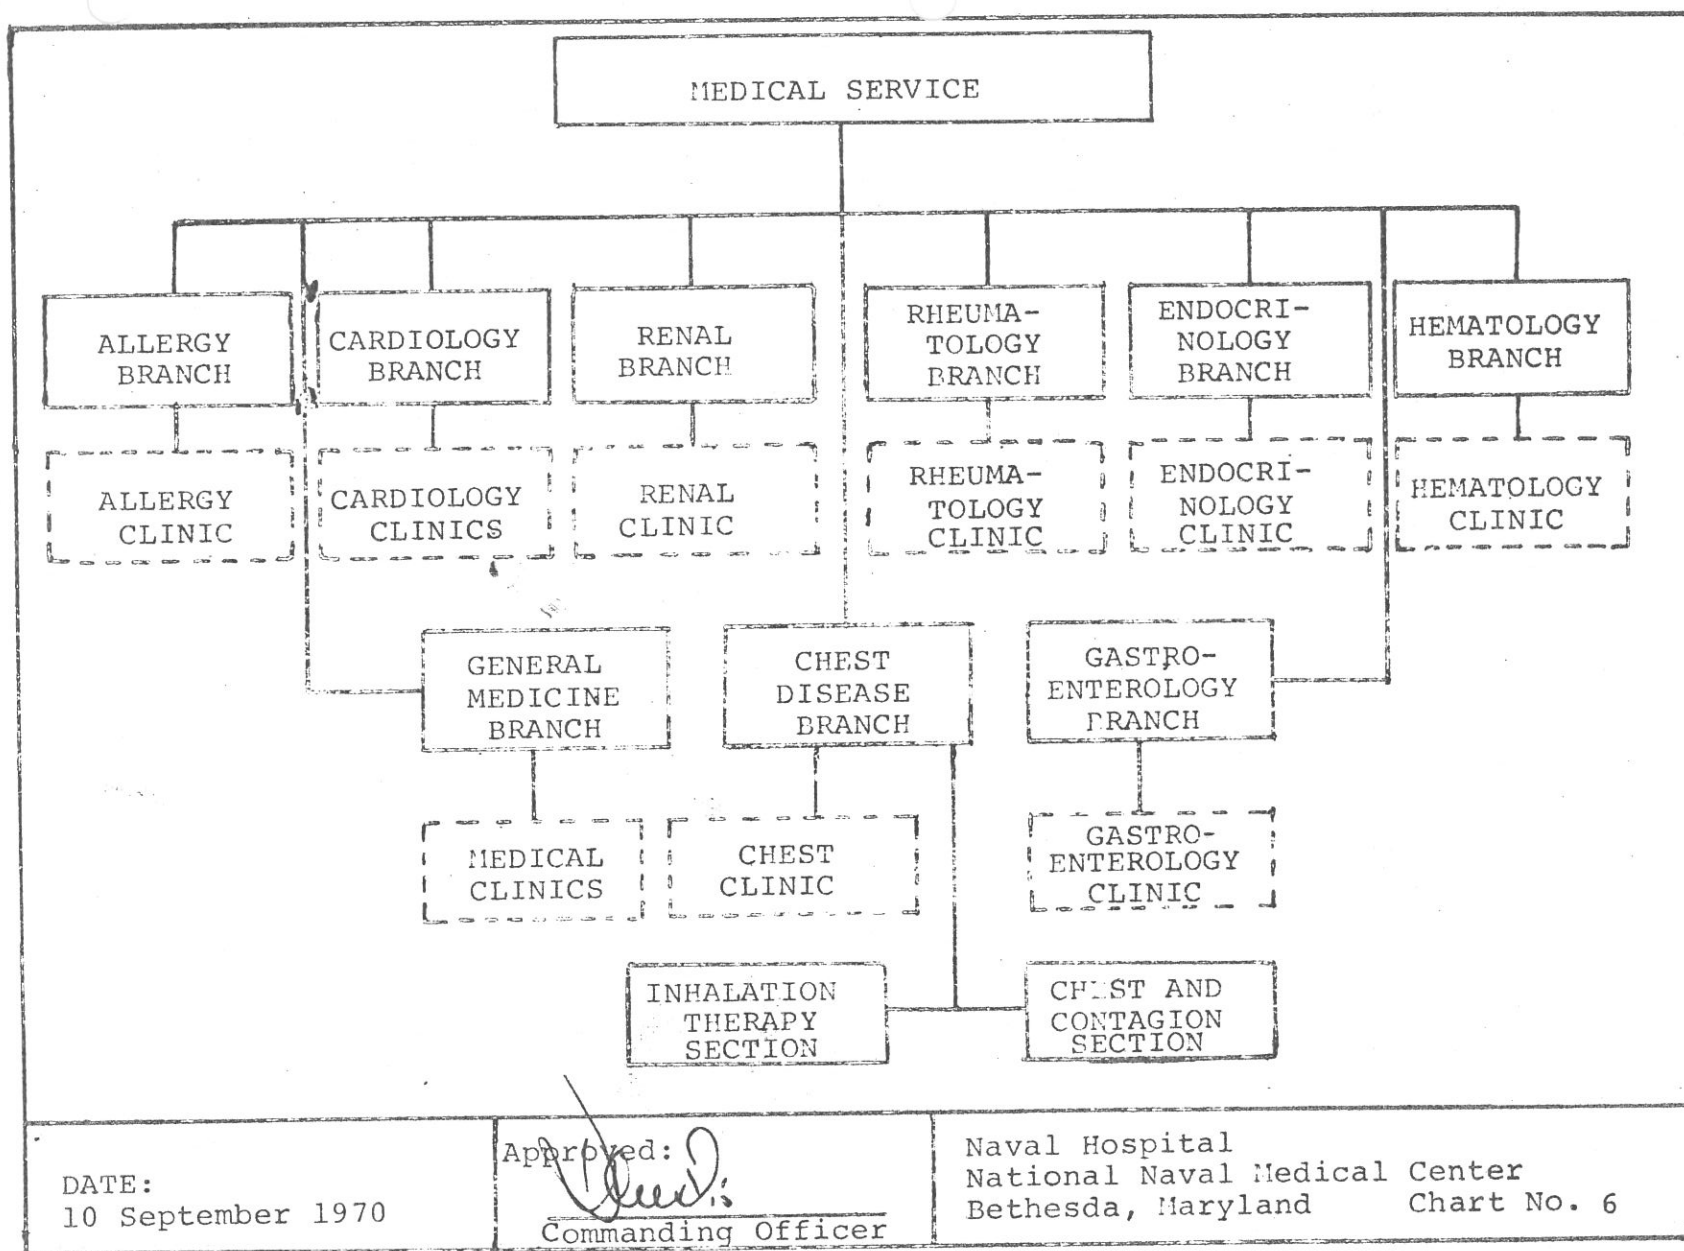 MEDICAL SERVICE
ALLERGY
BRANCH
CARDIOLOGY
BRANCH
RENAL
BRANCH
RHEUMA-
TOLOGY
BRANCH
ENDOCRI-
NOLOGY
BRANCH
HEMATOLOGY
BRANCH
ALLERGY
CLINIC
CARDIOLOGY
CLINICS
RENAL
CLINIC
RHEUMA-
TOLOGY
CLINIC
ENDOCRI-
NOLOGY
CLINIC
HEMATOLOGY
CLINIC
GENERAL
MEDICINE
BRANCH
CHEST
DISEASE
BRANCH
GASTRO-
ENTEROLOGY
BRANCH
MEDICAL
CLINICS
CHEST
CLINIC
GASTRO-
ENTEROLOGY
CLINIC
INHALATION
THERAPY
SECTION
CHEST AND
CONTAGION
SECTION
DATE:
10 September 1970
Approved:
Commanding Officer
Naval Hospital
National Naval Medical Center
Bethesda, Maryland Chart No. 6